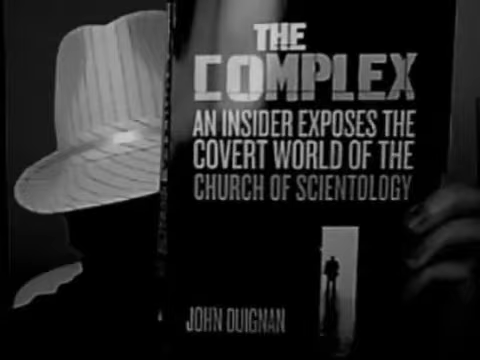 THE
COMPLEX
AN INSIDER EXPOSES THE
COVERT WORLD OF THE
CHURCH OF SCIENTOLOGY
JOHN DUIGNAN